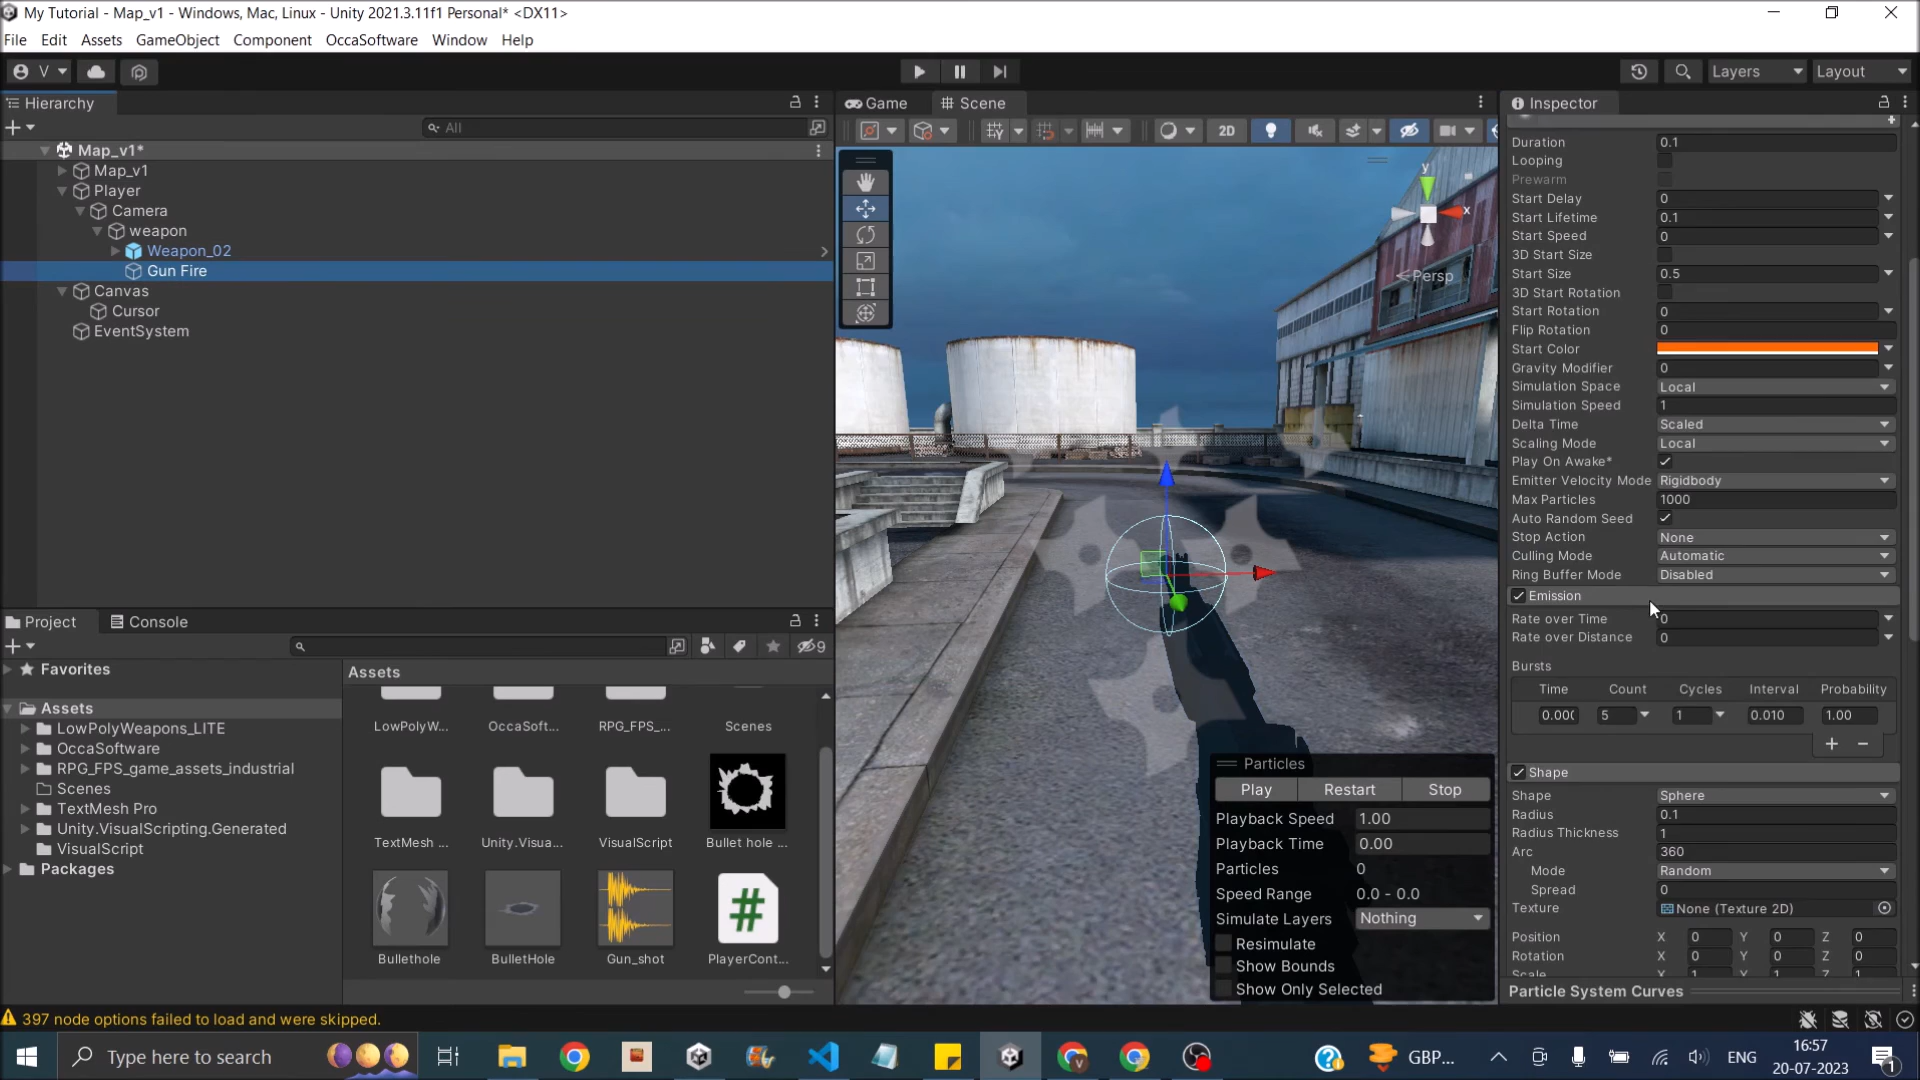 My Tutorial - Map_v1 - Windows, Mac, Linux - Unity 2021.3.11f1 Personal* <DX11>
File Edit Assets GameObject Component OccaSoftware Window Help
V
Layers Layout
Hierarchy
All
Map_v1*
Map_v1
Player
Camera
weapon
Weapon_02
Gun Fire
Canvas
Cursor
EventSystem
Game Scene
2D
y
x
Persp
Particles
Play Restart Stop
Playback Speed 1.00
Playback Time 0.00
Particles 0
Speed Range 0.0 - 0.0
Simulate Layers Nothing
Resimulate
Show Bounds
Show Only Selected
Inspector
Duration 0.1
Looping
Prewarm
Start Delay 0
Start Lifetime 0.1
Start Speed 0
3D Start Size
Start Size 0.5
3D Start Rotation
Start Rotation 0
Flip Rotation 0
Start Color
Gravity Modifier 0
Simulation Space Local
Simulation Speed 1
Delta Time Scaled
Scaling Mode Local
Play On Awake*
Emitter Velocity Mode Rigidbody
Max Particles 1000
Auto Random Seed
Stop Action None
Culling Mode Automatic
Ring Buffer Mode Disabled
Emission
Rate over Time 0
Rate over Distance 0
Bursts
Time Count Cycles Interval Probability
0.00( 5 1 0.010 1.00
Shape
Shape Sphere
Radius 0.1
Radius Thickness 1
Arc 360
Mode Random
Spread 0
Texture None (Texture 2D)
Position X 0 Y 0 Z 0
Rotation X 0 Y 0 Z 0
Scale X 1 Y 1 Z 1
Particle System Curves
Project Console
9
Favorites
Assets
LowPolyWeapons_LITE
OccaSoftware
RPG_FPS_game_assets_industrial
Scenes
TextMesh Pro
Unity.VisualScripting.Generated
VisualScript
Packages
Assets
LowPolyW... OccaSoft... RPG_FPS_... Scenes
TextMesh ... Unity.Visua... VisualScript Bullet hole ...
Bullethole BulletHole Gun_shot PlayerCont...
397 node options failed to load and were skipped.
Type here to search
GBP...
ENG
16:57
20-07-2023
1